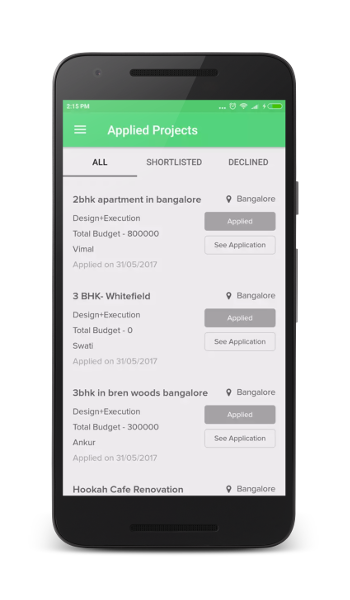 2:15 PM
Applied Projects
ALL SHORTLISTED DECLINED
2bhk apartment in bangalore Bangalore
Design+Execution Applied
Total Budget - 800000
Vimal See Application
Applied on 31/05/2017
3 BHK- Whitefield Bangalore
Design+Execution Applied
Total Budget - 0
Swati See Application
Applied on 31/05/2017
3bhk in bren woods bangalore Bangalore
Design+Execution Applied
Total Budget - 300000
Ankur See Application
Applied on 31/05/2017
Hookah Cafe Renovation Bangalore